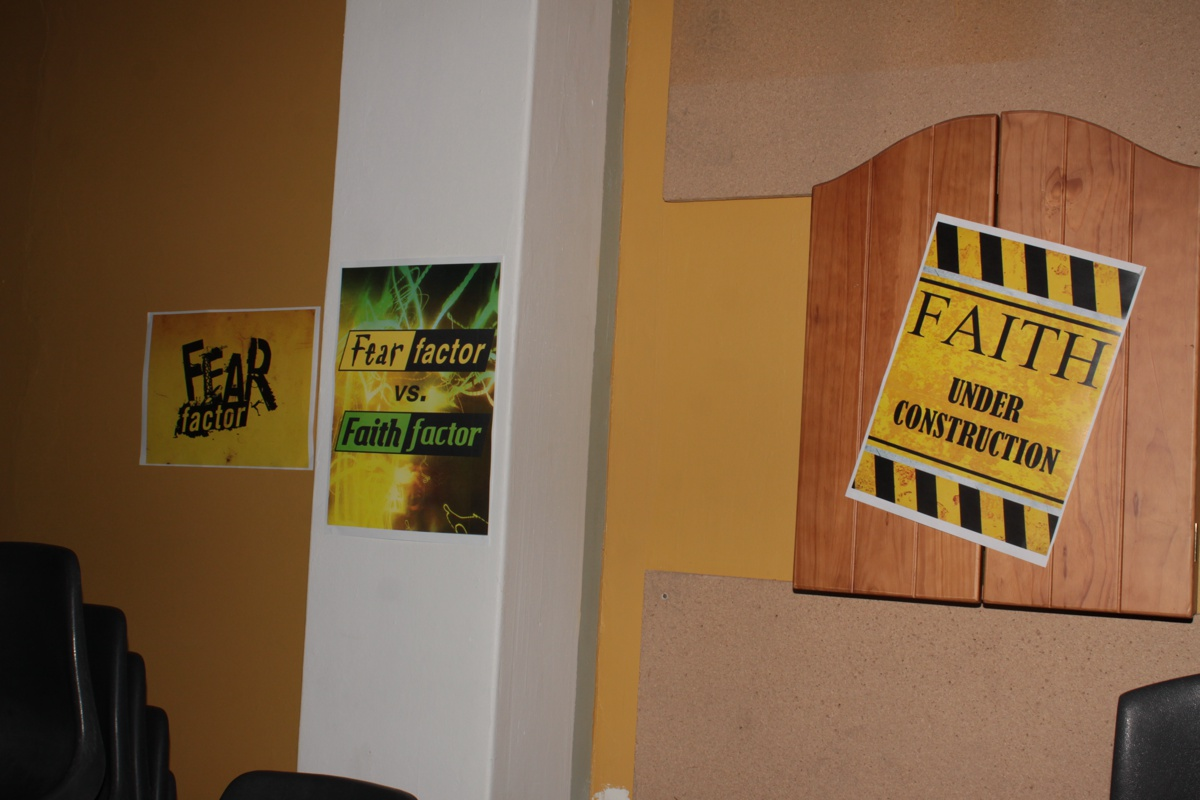 FEAR
factor
Fear factor
vs.
Faith factor
FAITH
UNDER
CONSTRUCTION